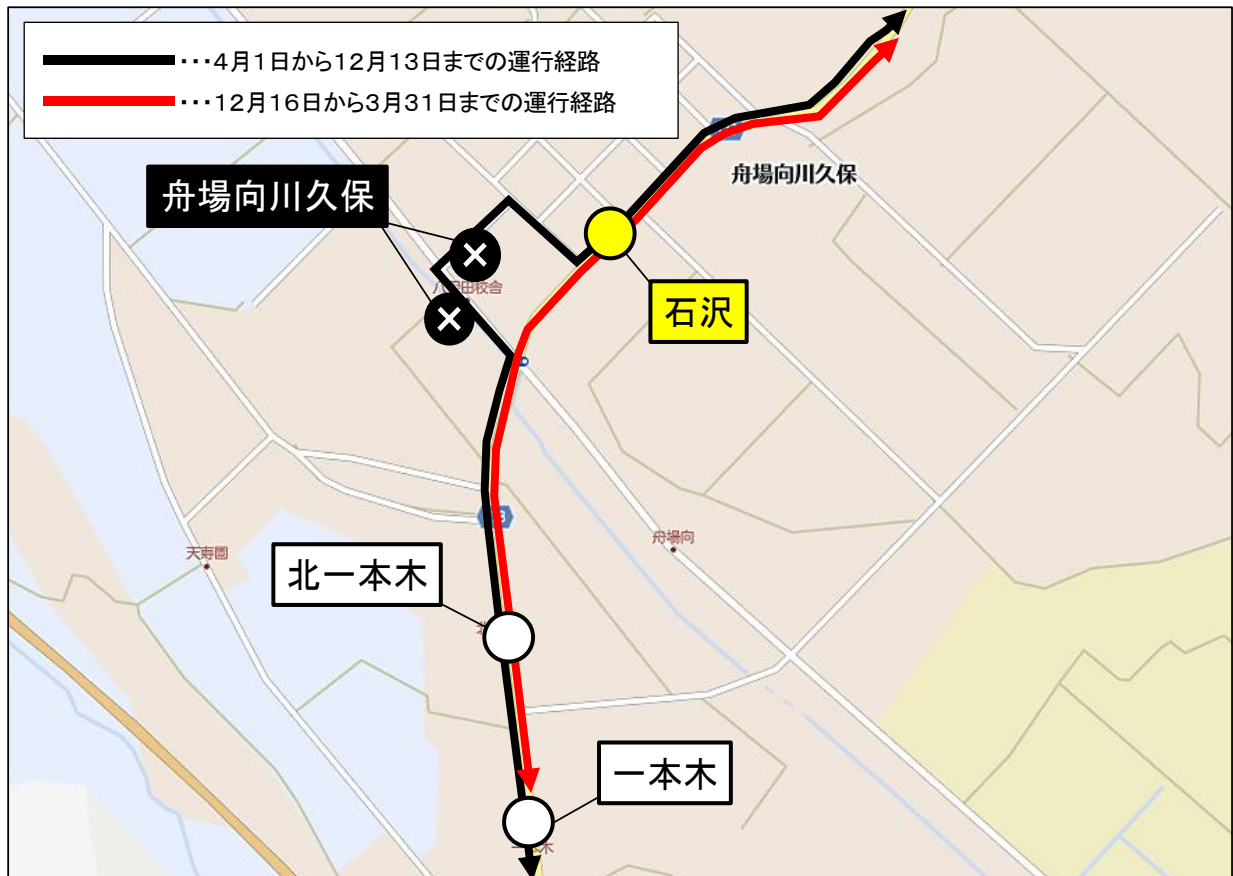 ・・・4月1日から12月13日までの運行経路
・・・12月16日から3月31日までの運行経路
舟場向川久保
舟場向川久保
石沢
天寿園
舟場向
北一本木
一本木